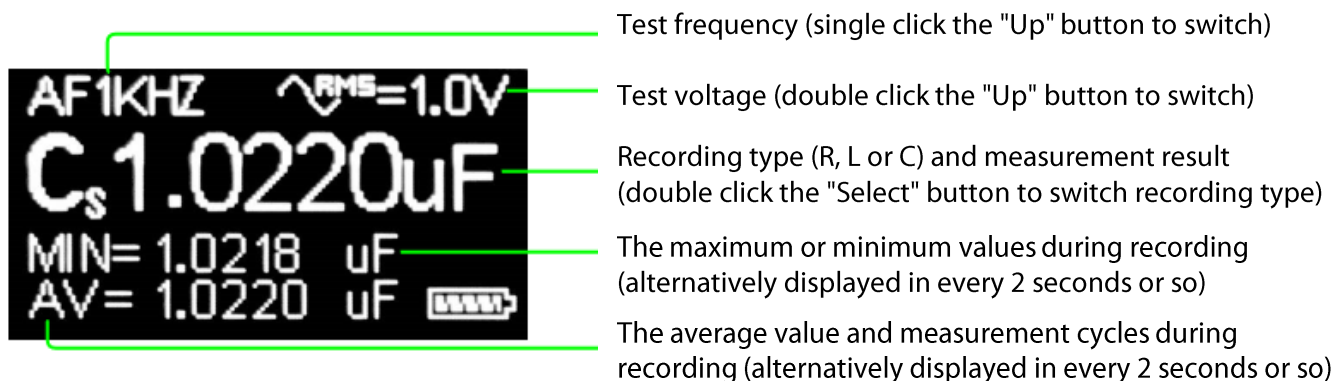 Test frequency (single click the "Up" button to switch)
AF1KHZ RMS=1.0V
Test voltage (double click the "Up" button to switch)
Cs1.0220uF
Recording type (R, L or C) and measurement result
(double click the "Select" button to switch recording type)
MIN= 1.0218 uF
The maximum or minimum values during recording
(alternatively displayed in every 2 seconds or so)
AV= 1.0220 uF
The average value and measurement cycles during
recording (alternatively displayed in every 2 seconds or so)